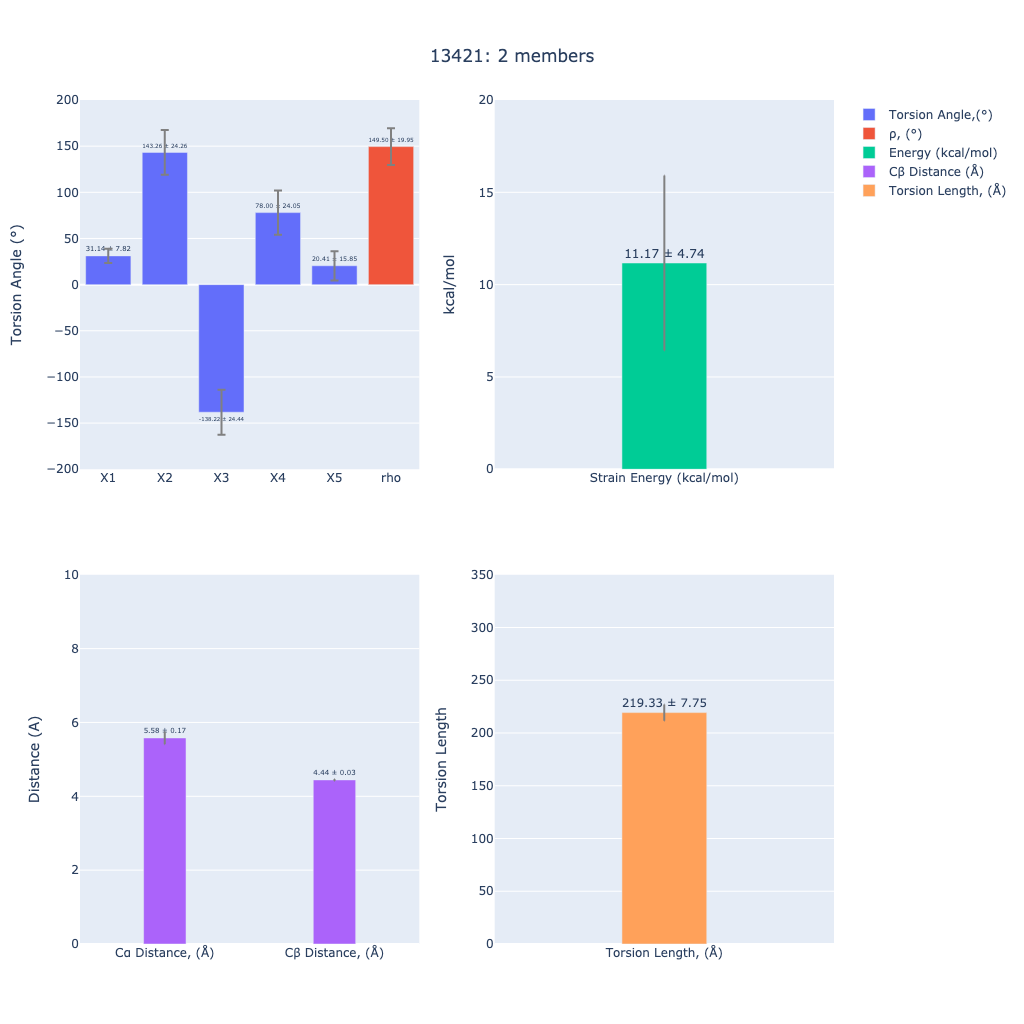 13421: 2 members
Torsion Angle (°)
200
150
100
50
0
−50
−100
−150
−200
31.14 ± 7.82
143.26 ± 24.26
-138.22 ± 24.44
78.00 ± 24.05
20.41 ± 15.85
149.50 ± 19.95
X1 X2 X3 X4 X5 rho
kcal/mol
20
15
10
5
0
11.17 ± 4.74
Strain Energy (kcal/mol)
Torsion Angle,(°)
ρ, (°)
Energy (kcal/mol)
Cβ Distance (Å)
Torsion Length, (Å)
Distance (A)
10
8
6
4
2
0
5.58 ± 0.17
4.44 ± 0.03
Cα Distance, (Å) Cβ Distance, (Å)
Torsion Length
350
300
250
200
150
100
50
0
219.33 ± 7.75
Torsion Length, (Å)